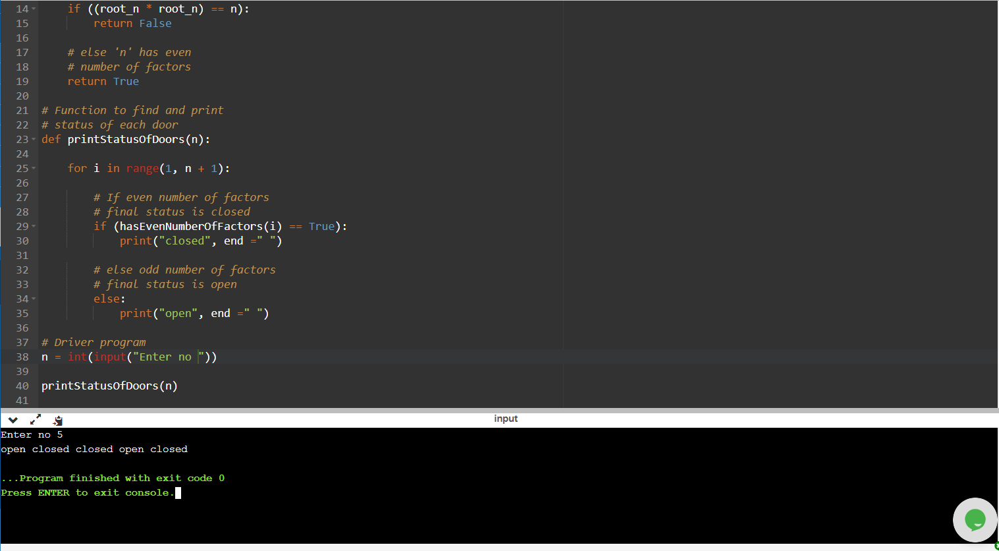 14 if ((root_n * root_n) == n):
15 return False
16
17 # else 'n' has even
18 # number of factors
19 return True
20
21 # Function to find and print
22 # status of each door
23 def printStatusOfDoors(n):
24
25 for i in range(1, n + 1):
26
27 # If even number of factors
28 # final status is closed
29 if (hasEvenNumberOfFactors(i) == True):
30 print("closed", end =" ")
31
32 # else odd number of factors
33 # final status is open
34 else:
35 print("open", end =" ")
36
37 # Driver program
38 n = int(input("Enter no "))
39
40 printStatusOfDoors(n)
41
input
Enter no 5
open closed closed open closed
...Program finished with exit code 0
Press ENTER to exit console.